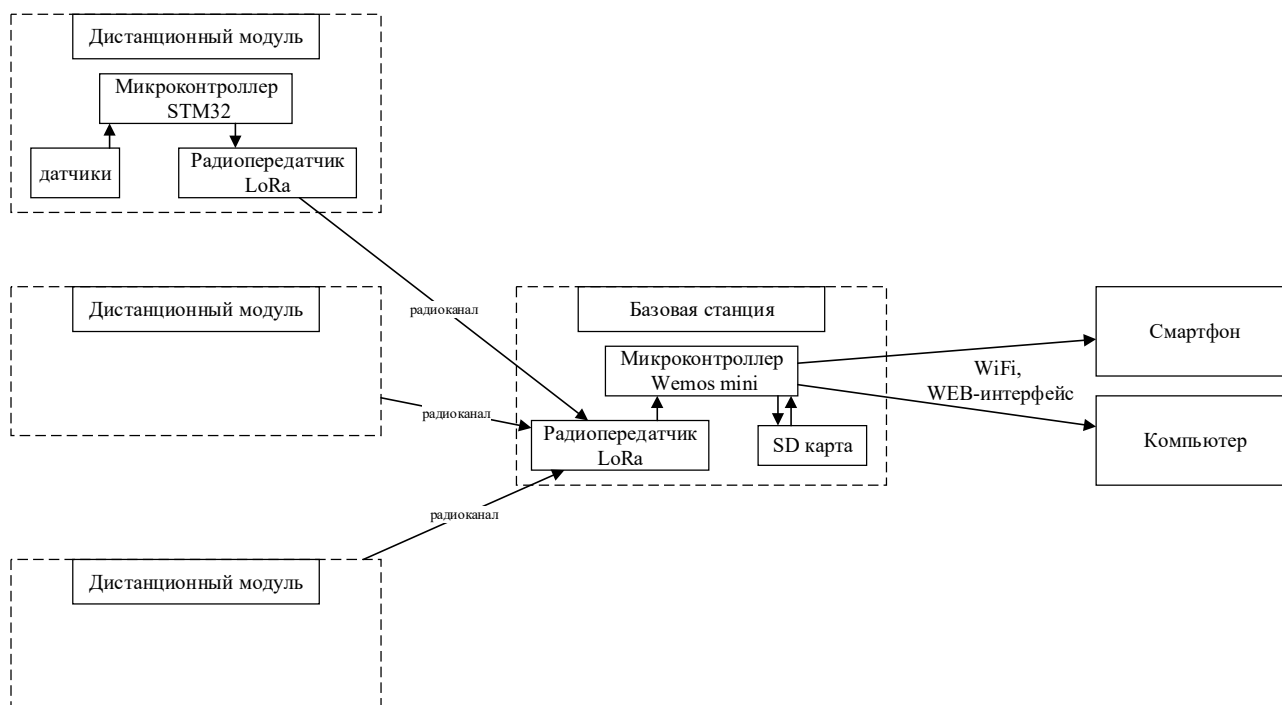 Дистанционный модуль
Микроконтроллер
STM32
датчики
Радиопередатчик
LoRa
Дистанционный модуль
радиоканал
Базовая станция
Смартфон
Микроконтроллер
Wemos mini
WiFi,
WEB-интерфейс
радиоканал
Радиопередатчик
LoRa
SD карта
Компьютер
радиоканал
Дистанционный модуль